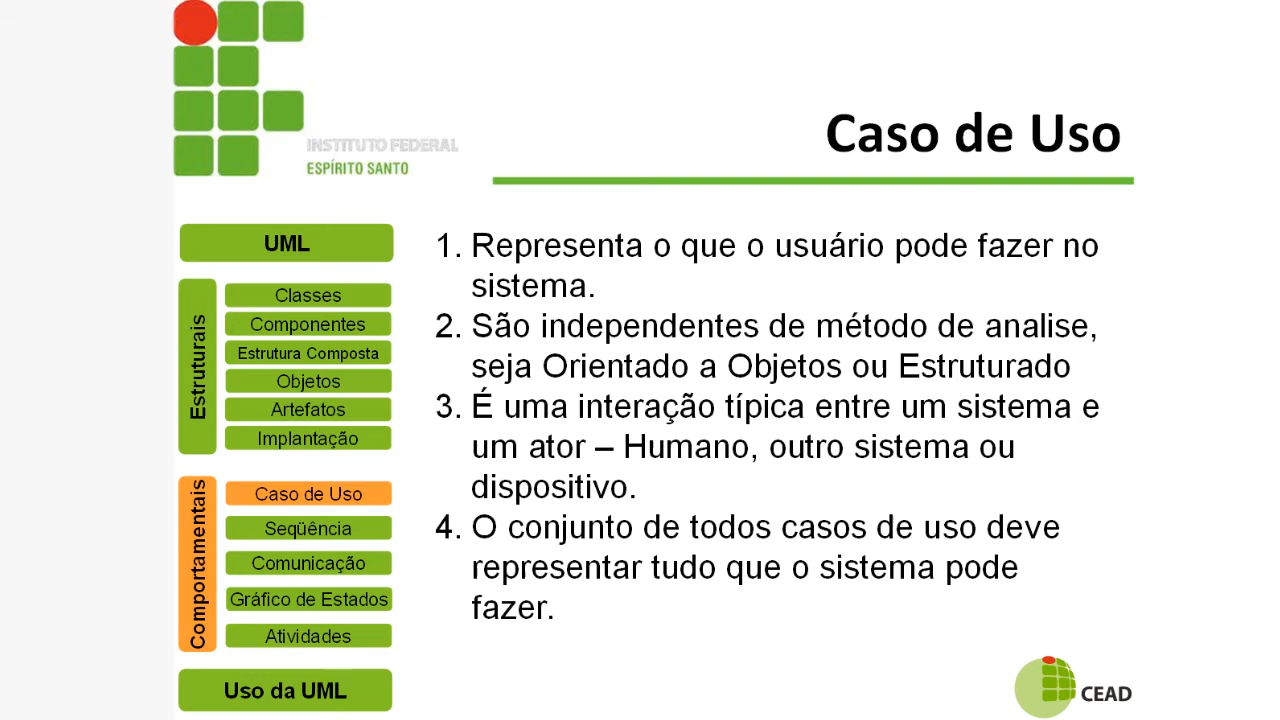 INSTITUTO FEDERAL
ESPÍRITO SANTO
Caso de Uso
UML
Estruturais
Classes
Componentes
Estrutura Composta
Objetos
Artefatos
Implantação
Comportamentais
Caso de Uso
Seqüência
Comunicação
Gráfico de Estados
Atividades
Uso da UML
1. Representa o que o usuário pode fazer no
sistema.
2. São independentes de método de analise,
seja Orientado a Objetos ou Estruturado
3. É uma interação típica entre um sistema e
um ator – Humano, outro sistema ou
dispositivo.
4. O conjunto de todos casos de uso deve
representar tudo que o sistema pode
fazer.
CEAD